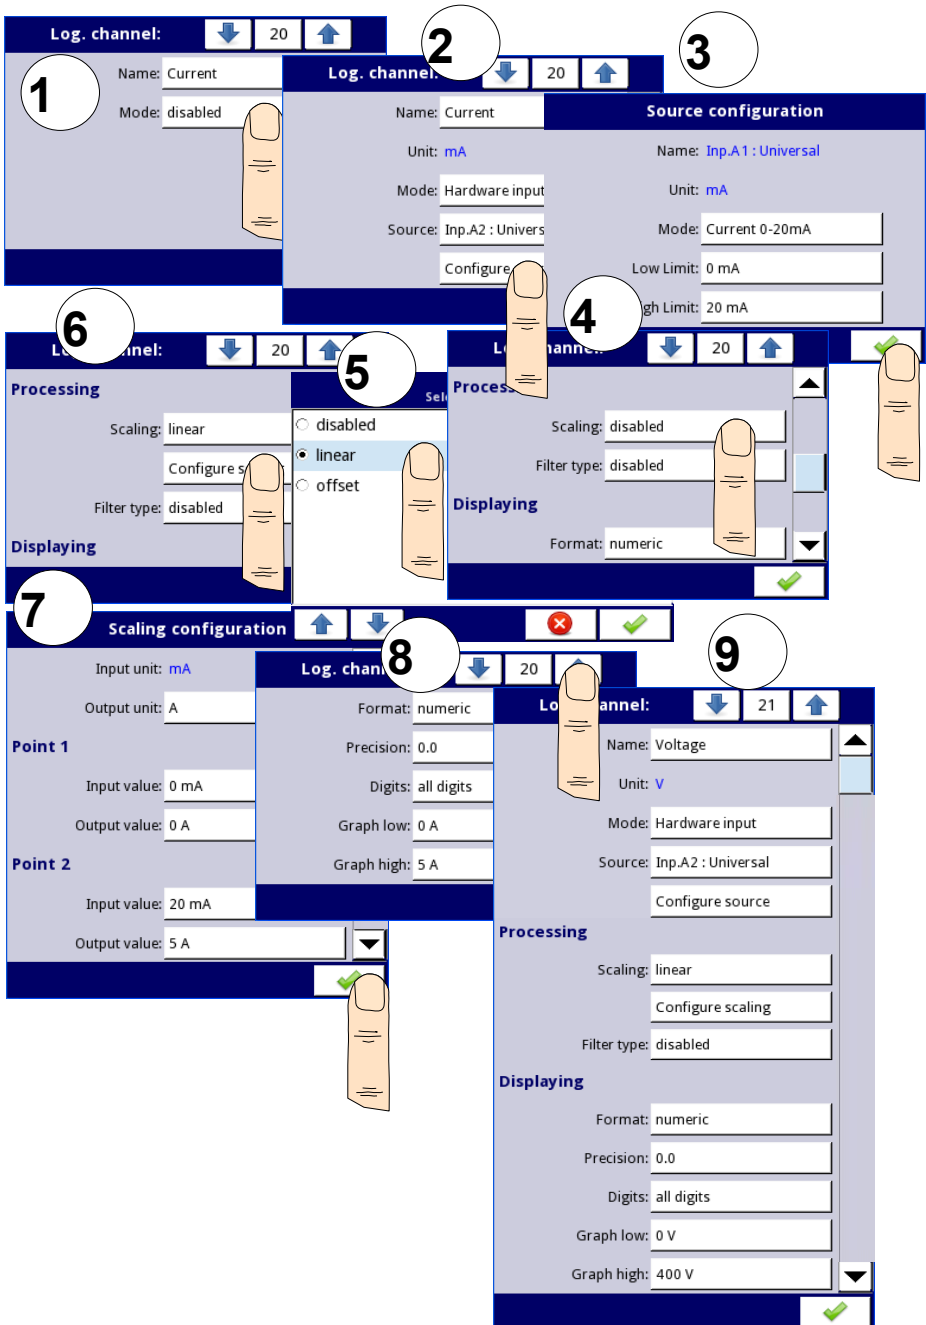 1
Log. channel:
20
Name: Current
Mode: disabled
2
Log. channel:
20
Name: Current
Unit: mA
Mode: Hardware input
Source: Inp.A2 : Univers
Configure
3
Source configuration
Name: Inp.A1 : Universal
Unit: mA
Mode: Current 0-20mA
Low Limit: 0 mA
gh Limit: 20 mA
4
Lo
annel:
20
Proces
Scaling: disabled
Filter type: disabled
Displaying
Format: numeric
5
Sele
disabled
linear
offset
6
Lo
nnel:
20
Processing
Scaling: linear
Configure s
Filter type: disabled
Displaying
7
Scaling configuration
Input unit: mA
Output unit: A
Point 1
Input value: 0 mA
Output value: 0 A
Point 2
Input value: 20 mA
Output value: 5 A
8
Log. chan
20
Format: numeric
Precision: 0.0
Digits: all digits
Graph low: 0 A
Graph high: 5 A
9
Lo
annel:
21
Name: Voltage
Unit: V
Mode: Hardware input
Source: Inp.A2 : Universal
Configure source
Processing
Scaling: linear
Configure scaling
Filter type: disabled
Displaying
Format: numeric
Precision: 0.0
Digits: all digits
Graph low: 0 V
Graph high: 400 V